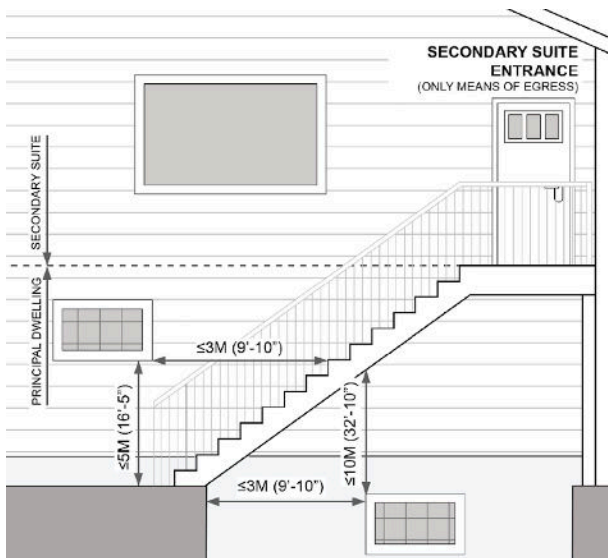 SECONDARY SUITE
ENTRANCE
(ONLY MEANS OF EGRESS)
SECONDARY SUITE
PRINCIPAL DWELLING
≤3M (9'-10")
≤5M (16'-5")
≤10M (32'-10")
≤3M (9'-10")